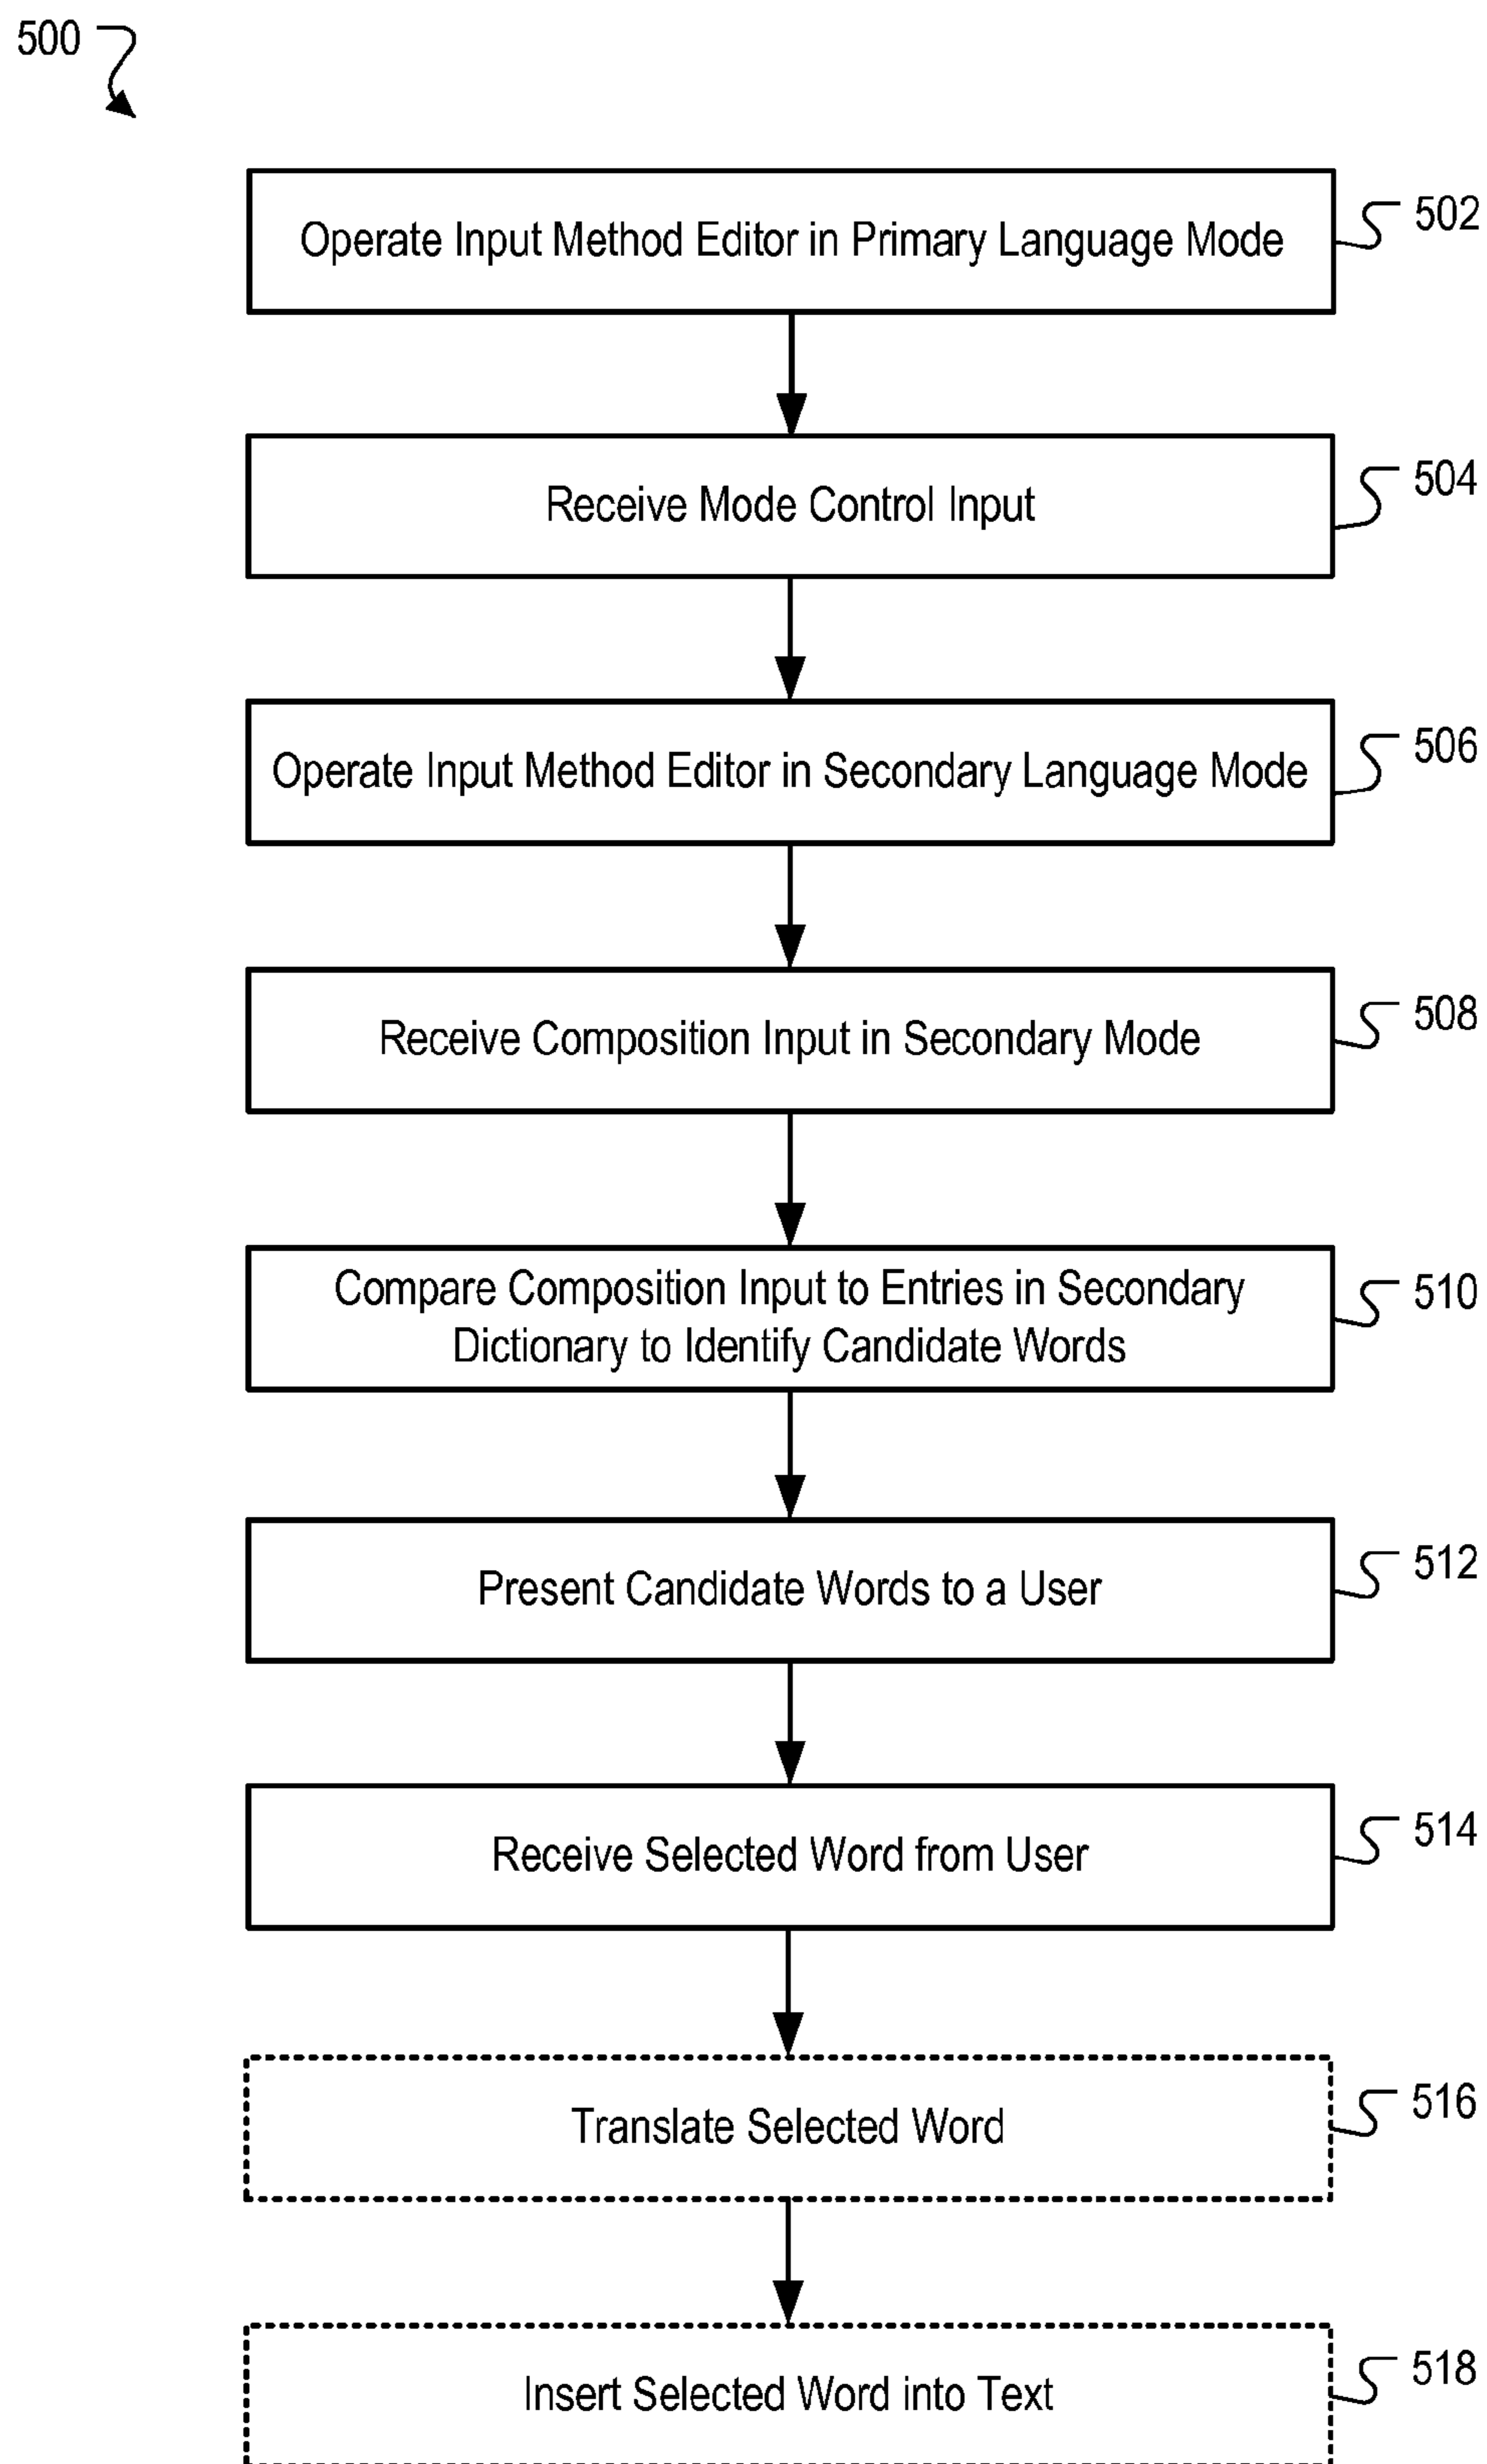 500
Operate Input Method Editor in Primary Language Mode
502
Receive Mode Control Input
504
Operate Input Method Editor in Secondary Language Mode
506
Receive Composition Input in Secondary Mode
508
Compare Composition Input to Entries in Secondary
Dictionary to Identify Candidate Words
510
Present Candidate Words to a User
512
Receive Selected Word from User
514
Translate Selected Word
516
Insert Selected Word into Text
518